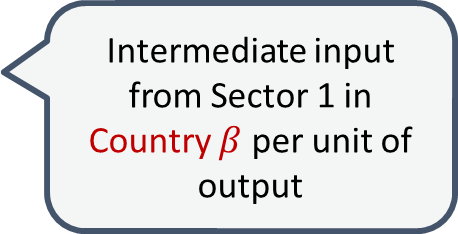 Intermediate input
from Sector 1 in
Country β per unit of
output